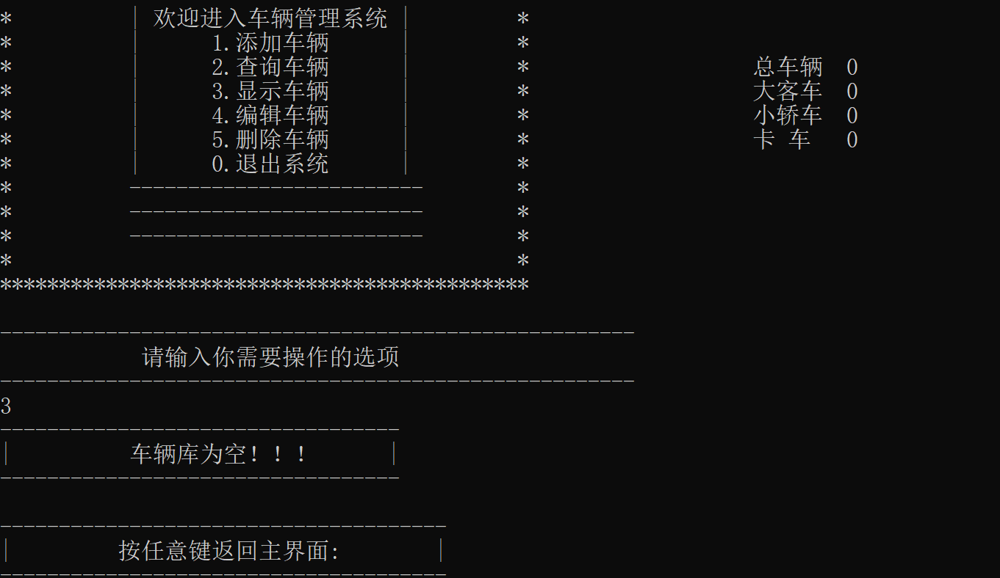 * | 欢迎进入车辆管理系统 | *
* | 1.添加车辆 | *
* | 2.查询车辆 | * 总车辆 0
* | 3.显示车辆 | * 大客车 0
* | 4.编辑车辆 | * 小轿车 0
* | 5.删除车辆 | * 卡 车 0
* | 0.退出系统 | *
* ------------------------- *
* ------------------------- *
* ------------------------- *
* *
*********************************************
------------------------------------------------------
请输入你需要操作的选项
------------------------------------------------------
3
----------------------------------
| 车辆库为空！！！ |
----------------------------------
--------------------------------------
| 按任意键返回主界面: |
--------------------------------------